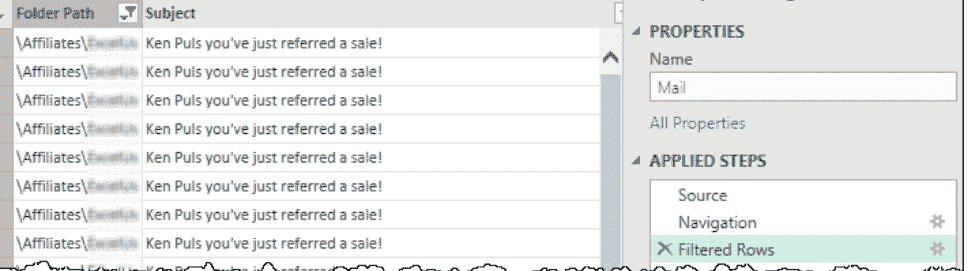 Folder Path Subject
\Affiliates\ Ken Puls you've just referred a sale!
\Affiliates\ Ken Puls you've just referred a sale!
\Affiliates\ Ken Puls you've just referred a sale!
\Affiliates\ Ken Puls you've just referred a sale!
\Affiliates\ Ken Puls you've just referred a sale!
\Affiliates\ Ken Puls you've just referred a sale!
\Affiliates\ Ken Puls you've just referred a sale!
\Affiliates\ Ken Puls you've just referred a sale!
PROPERTIES
Name
Mail
All Properties
APPLIED STEPS
Source
Navigation
Filtered Rows